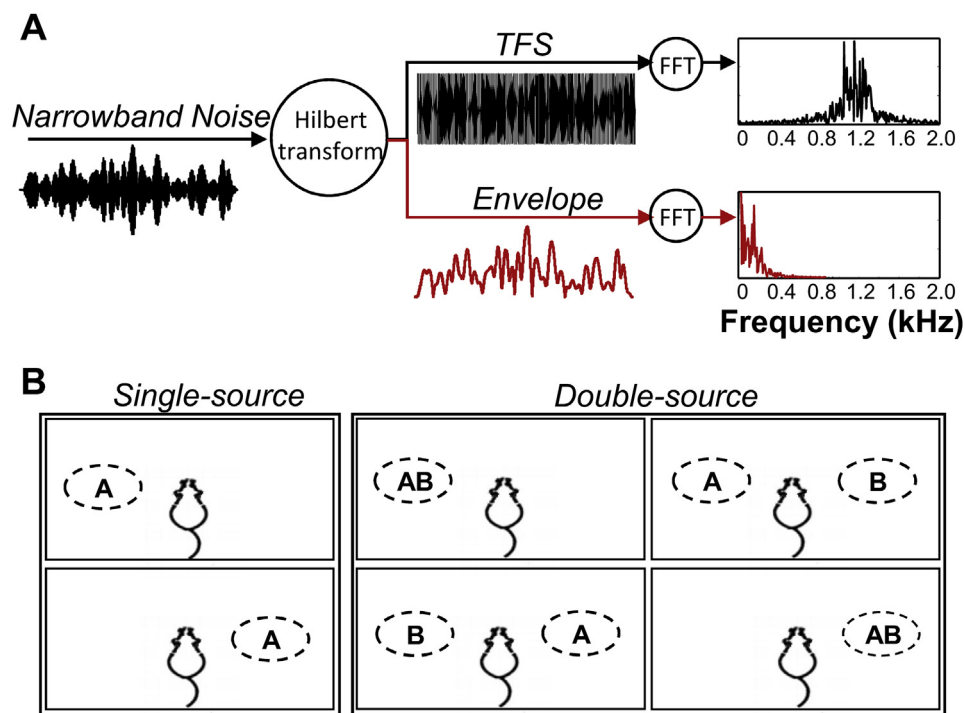 A
TFS
FFT
0 0.4 0.8 1.2 1.6 2.0
Narrowband Noise
Hilbert
transform
Envelope
FFT
0 0.4 0.8 1.2 1.6 2.0
Frequency (kHz)
B
Single-source
Double-source
A
AB
A B
A
B A
AB